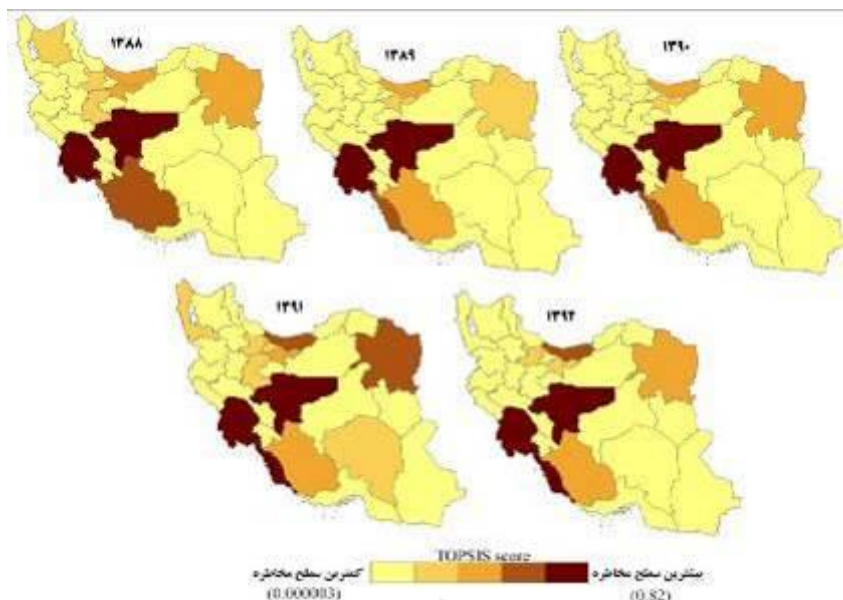 ۱۳۸۸
۱۳۸۹
۱۳۹۰
۱۳۹۱
۱۳۹۲
TOPSIS score
کمترین سطح مخاطره
بیشترین سطح مخاطره
(0.000003)
(0.82)